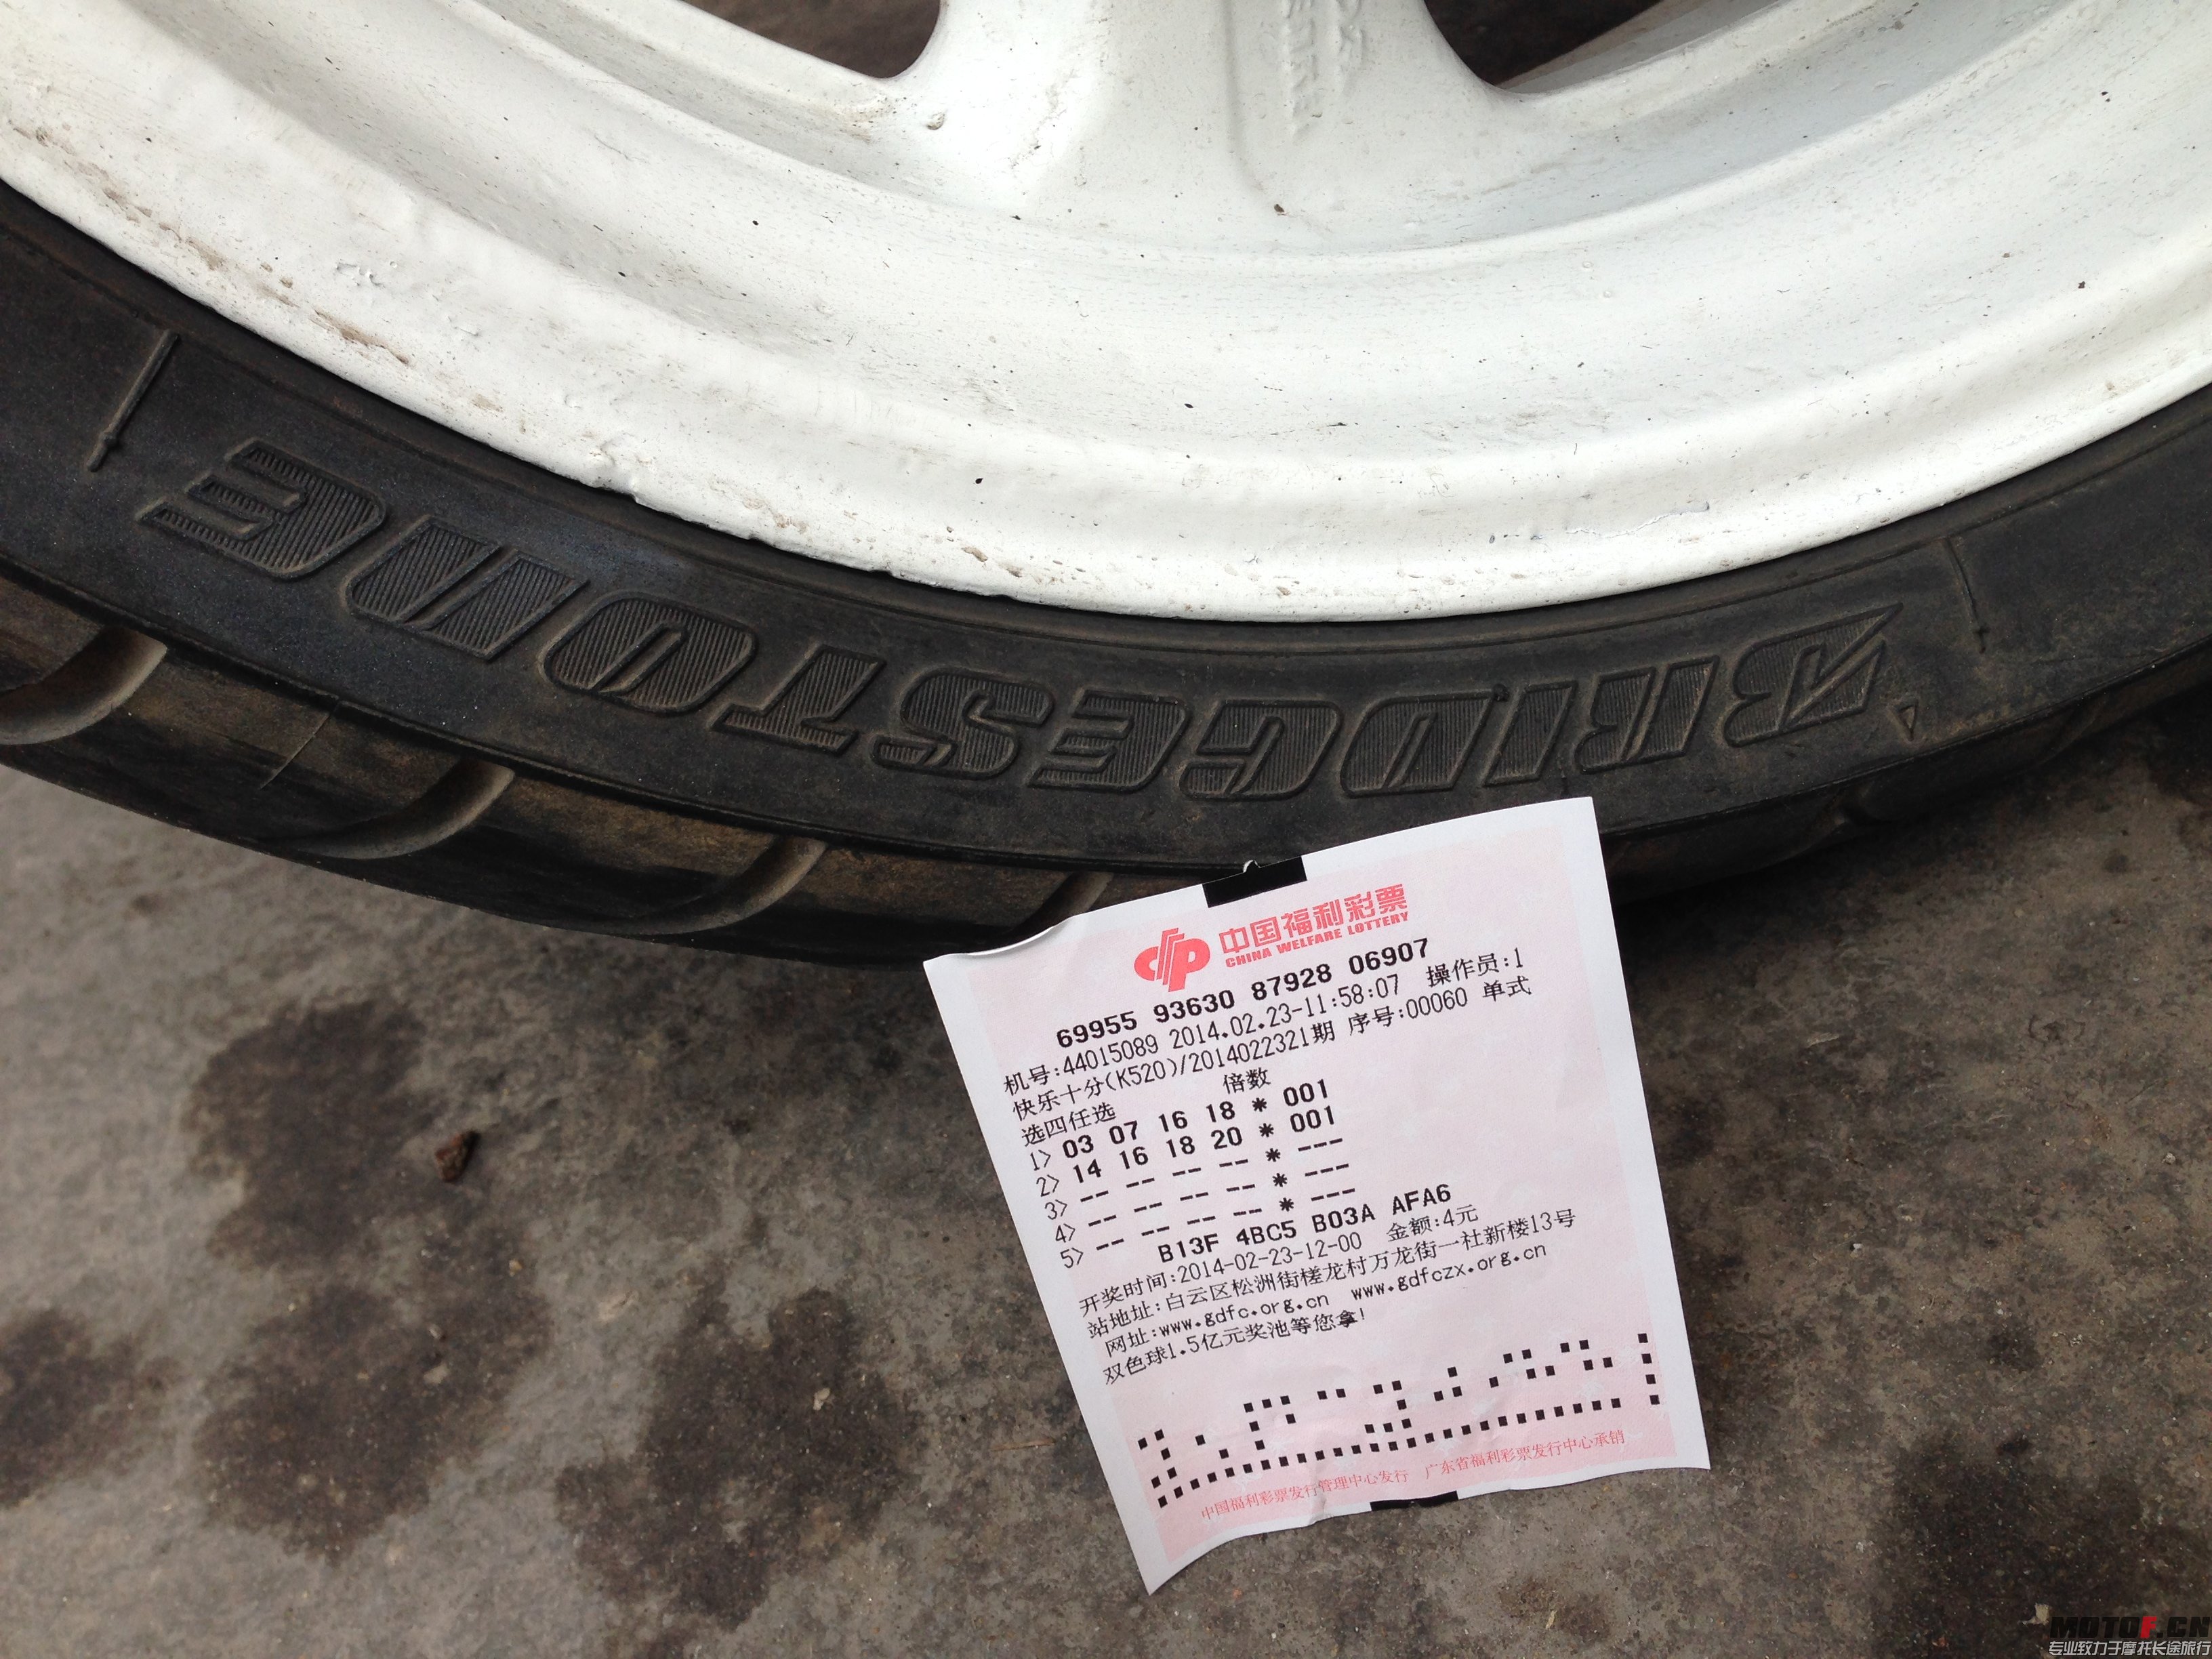 BRIDGESTONE
中国福利彩票
CHINA WELFARE LOTTERY
69955 93630 87928 06907
机号:44015089 2014.02.23-11:58:07 操作员:1
快乐十分(K520)/2014022321期 序号:00060 单式
选四任选 倍数
1> 03 07 16 18 * 001
2> 14 16 18 20 * 001
3> -- -- -- -- * ---
4> -- -- -- -- * ---
5> -- -- -- -- * ---
B13F 4BC5 B03A AFA6
开奖时间:2014-02-23-12-00 金额:4元
站地址:白云区松洲街槎龙村万龙街一社新楼13号
网址:www.gdfc.org.cn www.gdfczx.org.cn
双色球1.5亿元奖池等您拿!
中国福利彩票发行管理中心发行 广东省福利彩票发行中心承销
MOTOF.CN
专业致力于摩托长途旅行